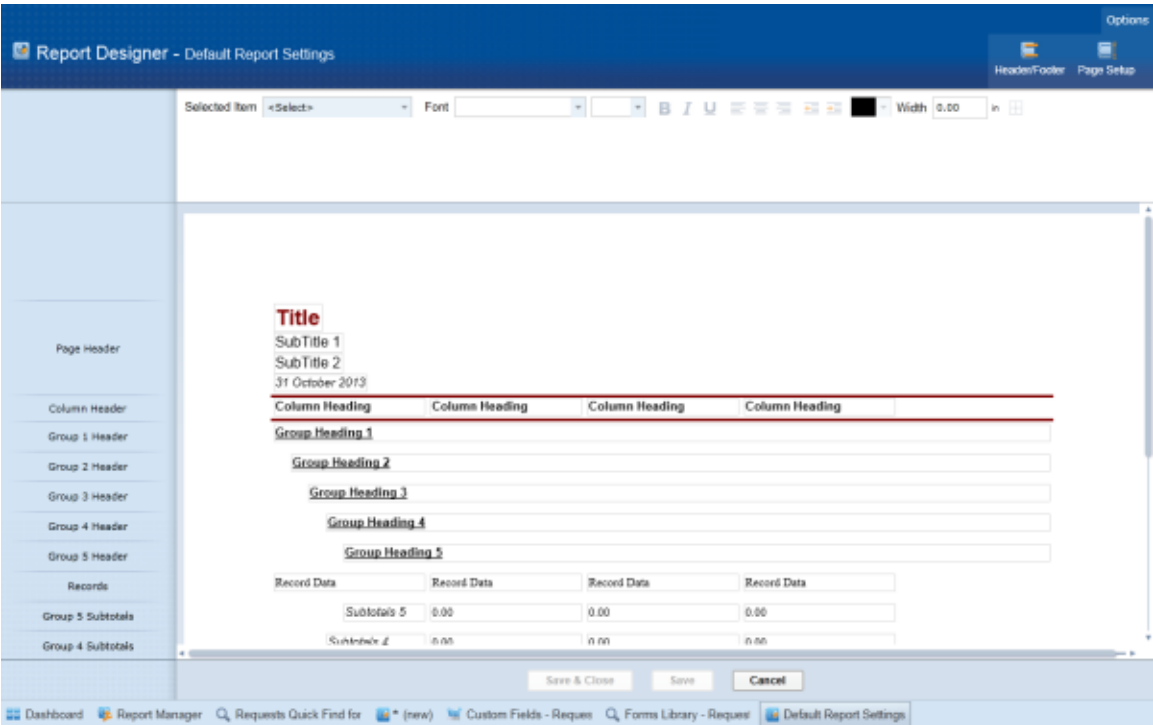 Options
Report Designer - Default Report Settings
Header/Footer Page Setup
Selected Item <Select> Font B I U Width 0.00 in
Title
SubTitle 1
Page Header
SubTitle 2
31 October 2013
Column Header Column Heading Column Heading Column Heading Column Heading
Group 1 Header Group Heading 1
Group 2 Header Group Heading 2
Group 3 Header Group Heading 3
Group 4 Header Group Heading 4
Group 5 Header Group Heading 5
Records Record Data Record Data Record Data Record Data
Group 5 Subtotals Subtotals 5 0.00 0.00 0.00
Group 4 Subtotals Subtotals 4 0.00 0.00 0.00
Save & Close Save Cancel
Dashboard Report Manager Requests Quick Find for * (new) Custom Fields - Reques Forms Library - Request Default Report Settings